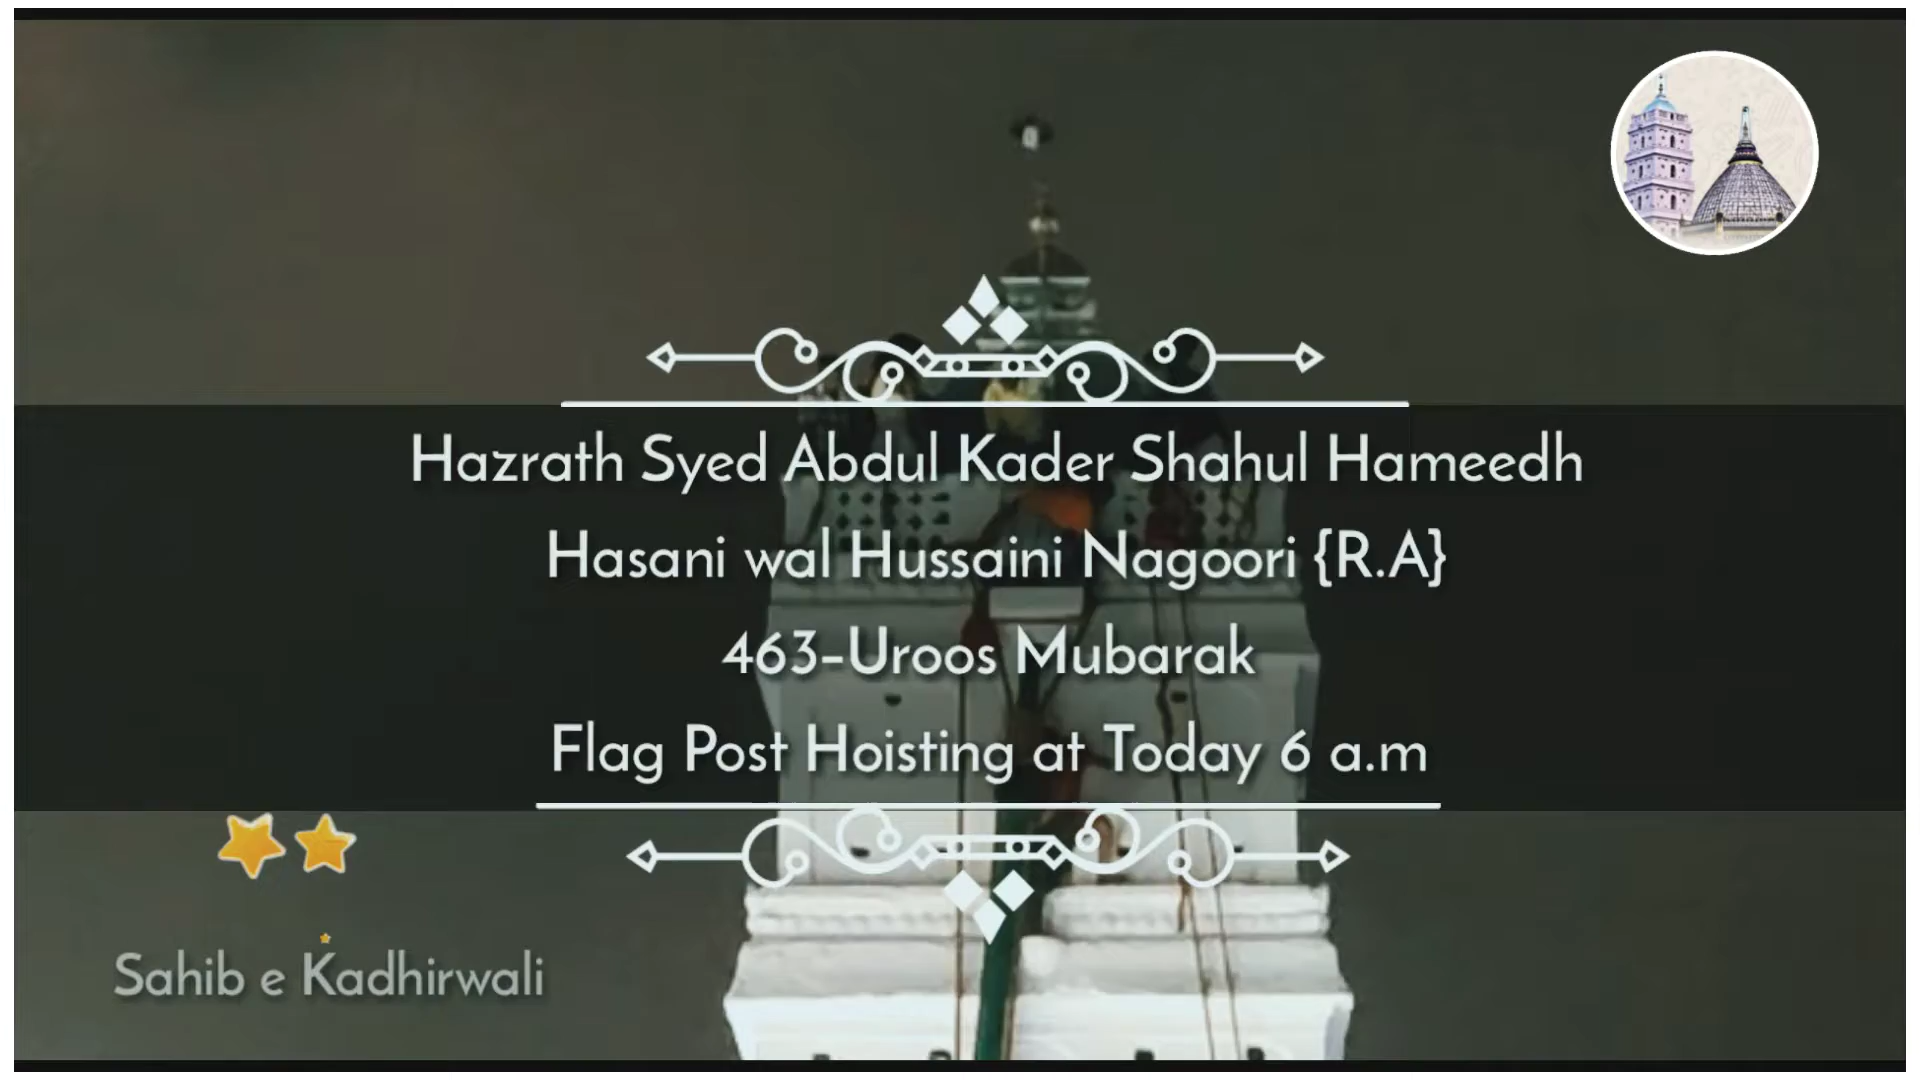 Hazrath Syed Abdul Kader Shahul Hameedh
Hasani wal Hussaini Nagoori {R.A}
463-Uroos Mubarak
Flag Post Hoisting at Today 6 a.m
Sahib e Kadhirwali